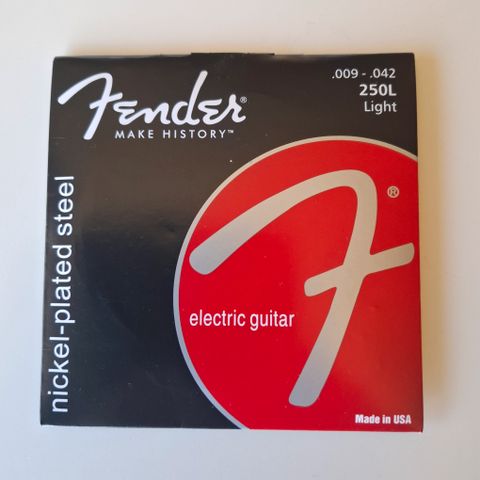 Fender®
MAKE HISTORY™
.009 - .042
250L
Light
nickel-plated steel
F®
electric guitar
Made in USA